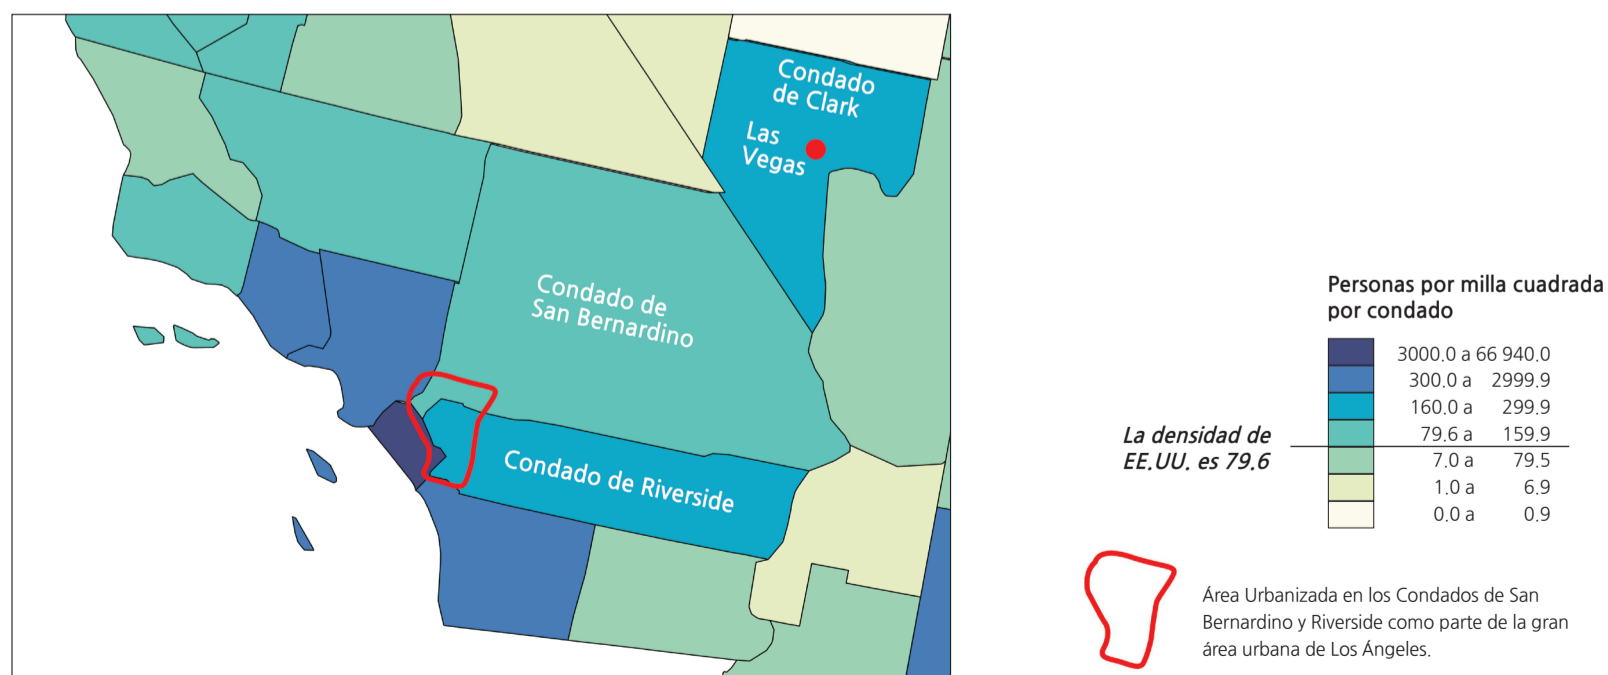 Condado
de Clark
Las
Vegas
Condado de
San Bernardino
Condado de Riverside
Personas por milla cuadrada
por condado
3000.0 a 66 940.0
300.0 a 2999.9
160.0 a 299.9
79.6 a 159.9
La densidad de
EE.UU. es 79.6
7.0 a 79.5
1.0 a 6.9
0.0 a 0.9
Área Urbanizada en los Condados de San
Bernardino y Riverside como parte de la gran
área urbana de Los Ángeles.